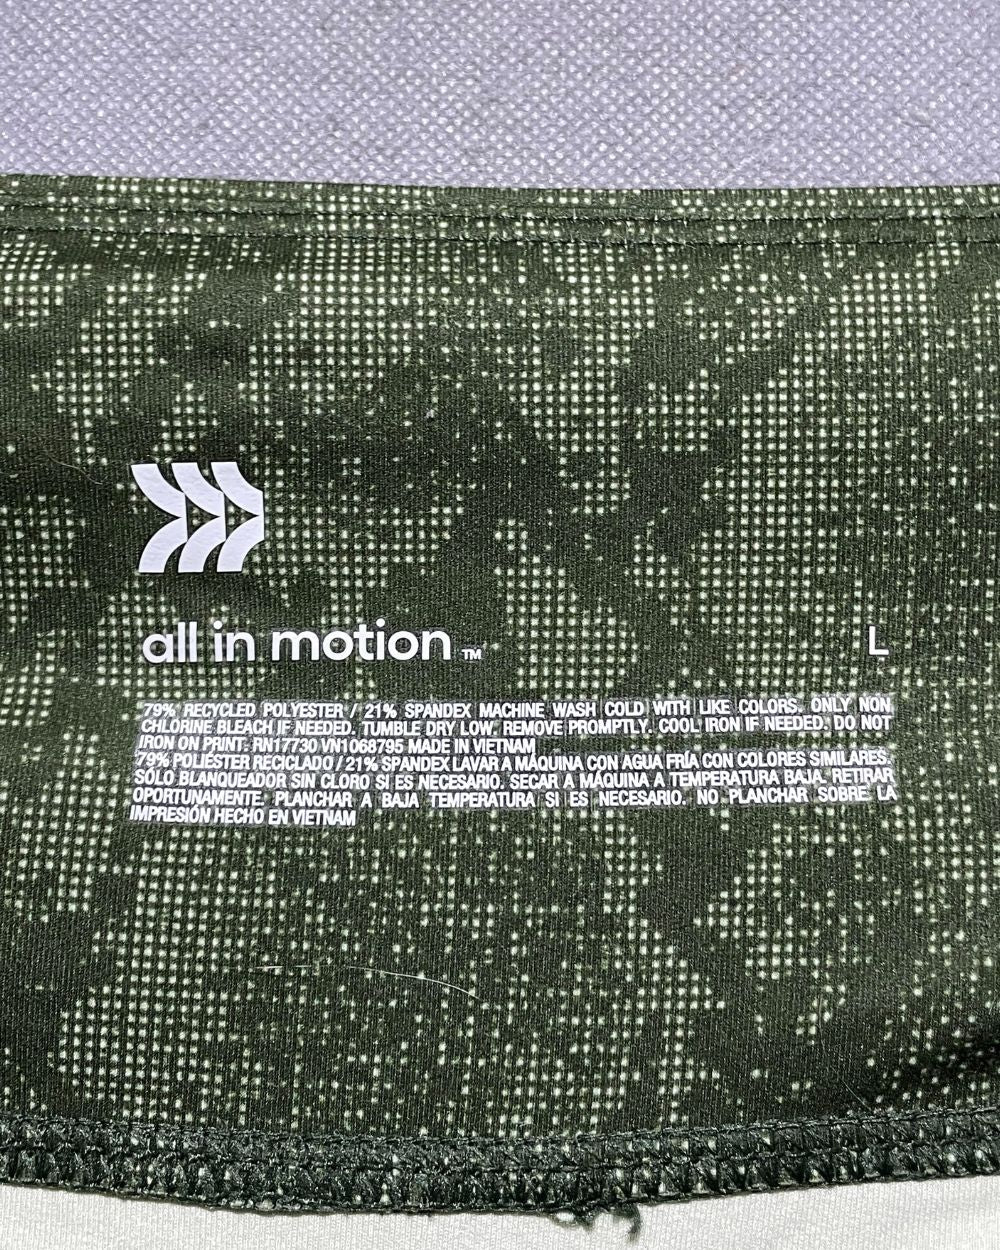 all in motion™
L
79% RECYCLED POLYESTER / 21% SPANDEX MACHINE WASH COLD WITH LIKE COLORS. ONLY NON
CHLORINE BLEACH IF NEEDED. TUMBLE DRY LOW. REMOVE PROMPTLY. COOL IRON IF NEEDED. DO NOT
IRON ON PRINT. RN17730 VN1068795 MADE IN VIETNAM
79% POLIÉSTER RECICLADO / 21% SPANDEX LAVAR A MÁQUINA CON AGUA FRÍA CON COLORES SIMILARES.
SÓLO BLANQUEADOR SIN CLORO SI ES NECESARIO. SECAR A MÁQUINA A TEMPERATURA BAJA. RETIRAR
OPORTUNAMENTE. PLANCHAR A BAJA TEMPERATURA SI ES NECESARIO. NO PLANCHAR SOBRE LA
IMPRESIÓN HECHO EN VIETNAM